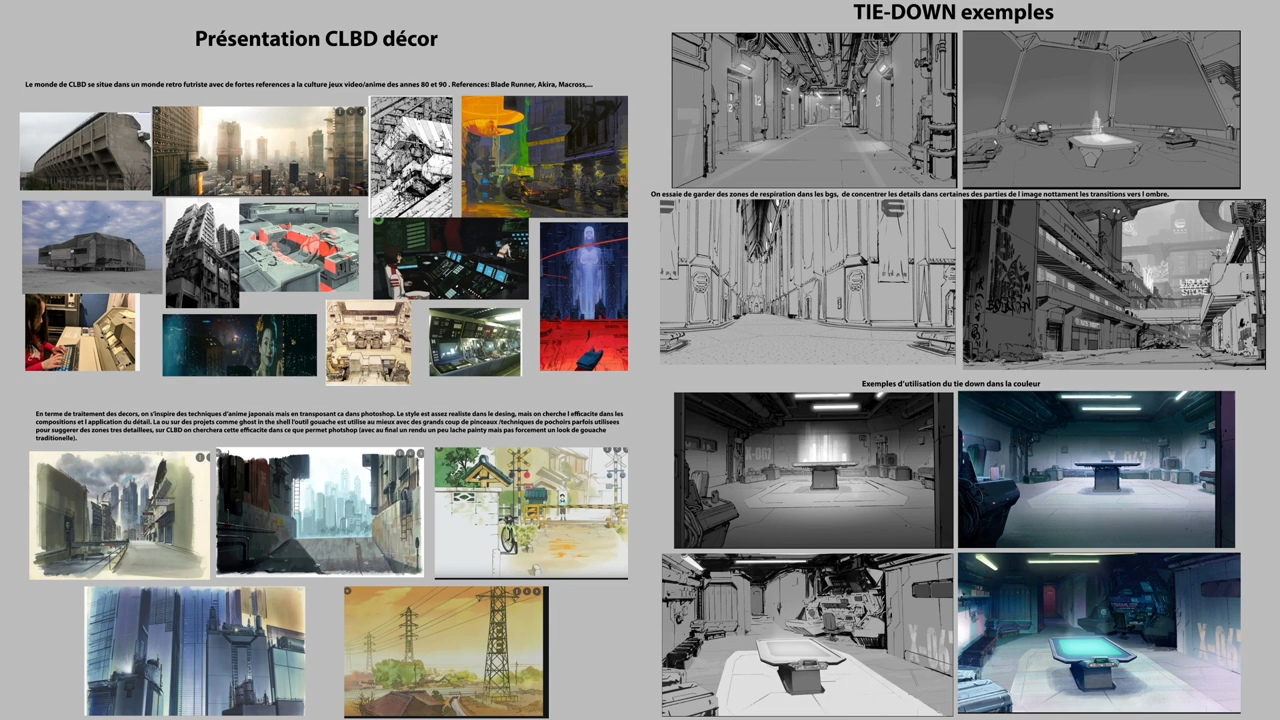 Présentation CLBD décor
Le monde de CLBD se situe dans un monde retro futriste avec de fortes references a la culture jeux video/anime des annes 80 et 90 . References: Blade Runner, Akira, Macross,...
En terme de traitement des decors, on s'inspire des techniques d'anime japonais mais en transposant ca dans photoshop. Le style est assez realiste dans le desing, mais on cherche l efficacite dans les
compositions et l application du détail. La ou sur des projets comme ghost in the shell l'outil gouache est utilise au mieux avec des grands coup de pinceaux /techniques de pochoirs parfois utilisees
pour suggerer des zones tres detaillees, sur CLBD on cherchera cette efficacite dans ce que permet photshop (avec au final un rendu un peu lache painty mais pas forcement un look de gouache
traditionelle).
TIE-DOWN exemples
12
On essaie de garder des zones de respiration dans les bgs, de concentrer les details dans certaines des parties de l image nottament les transitions vers l ombre.
Exemples d'utilisation du tie down dans la couleur
X-067